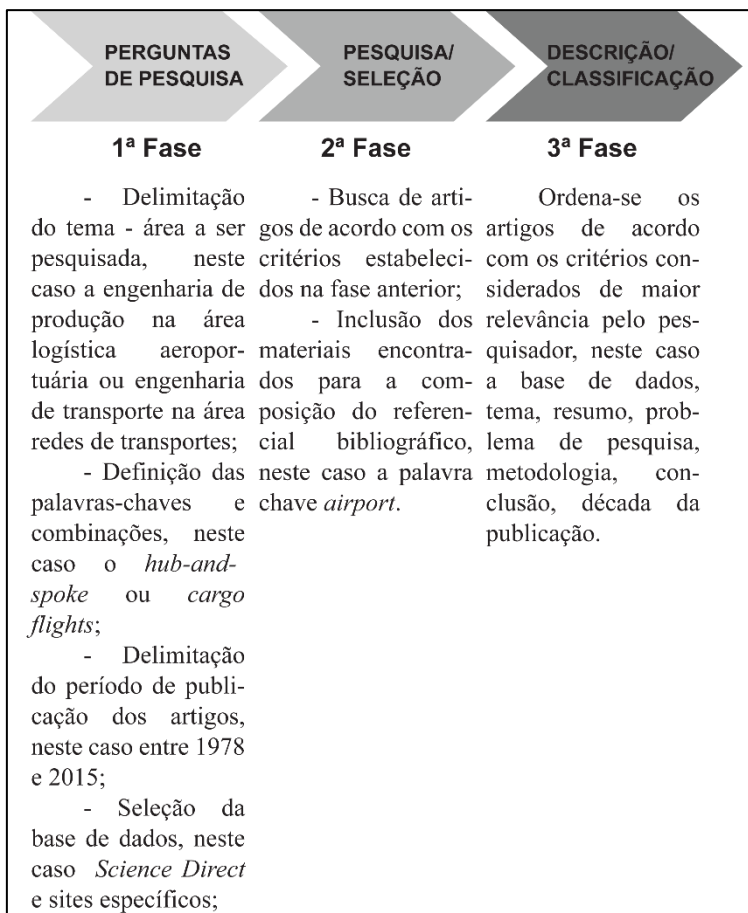 PERGUNTAS
DE PESQUISA
PESQUISA/
SELEÇÃO
DESCRIÇÃO/
CLASSIFICAÇÃO
1ª Fase
2ª Fase
3ª Fase
- Delimitação
do tema - área a ser
pesquisada, neste
caso a engenharia de
produção na área
logística aeropor-
tuária ou engenharia
de transporte na área
redes de transportes;
- Definição das
palavras-chaves e
combinações, neste
caso o hub-and-
spoke ou cargo
flights;
- Delimitação
do período de publi-
cação dos artigos,
neste caso entre 1978
e 2015;
- Seleção da
base de dados, neste
caso Science Direct
e sites específicos;
- Busca de arti-
gos de acordo com os
critérios estabeleci-
dos na fase anterior;
- Inclusão dos
materiais encontra-
dos para a com-
posição do referen-
cial bibliográfico,
neste caso a palavra
chave airport.
Ordena-se os
artigos de acordo
com os critérios con-
siderados de maior
relevância pelo pes-
quisador, neste caso
a base de dados,
tema, resumo, prob-
lema de pesquisa,
metodologia, con-
clusão, década da
publicação.